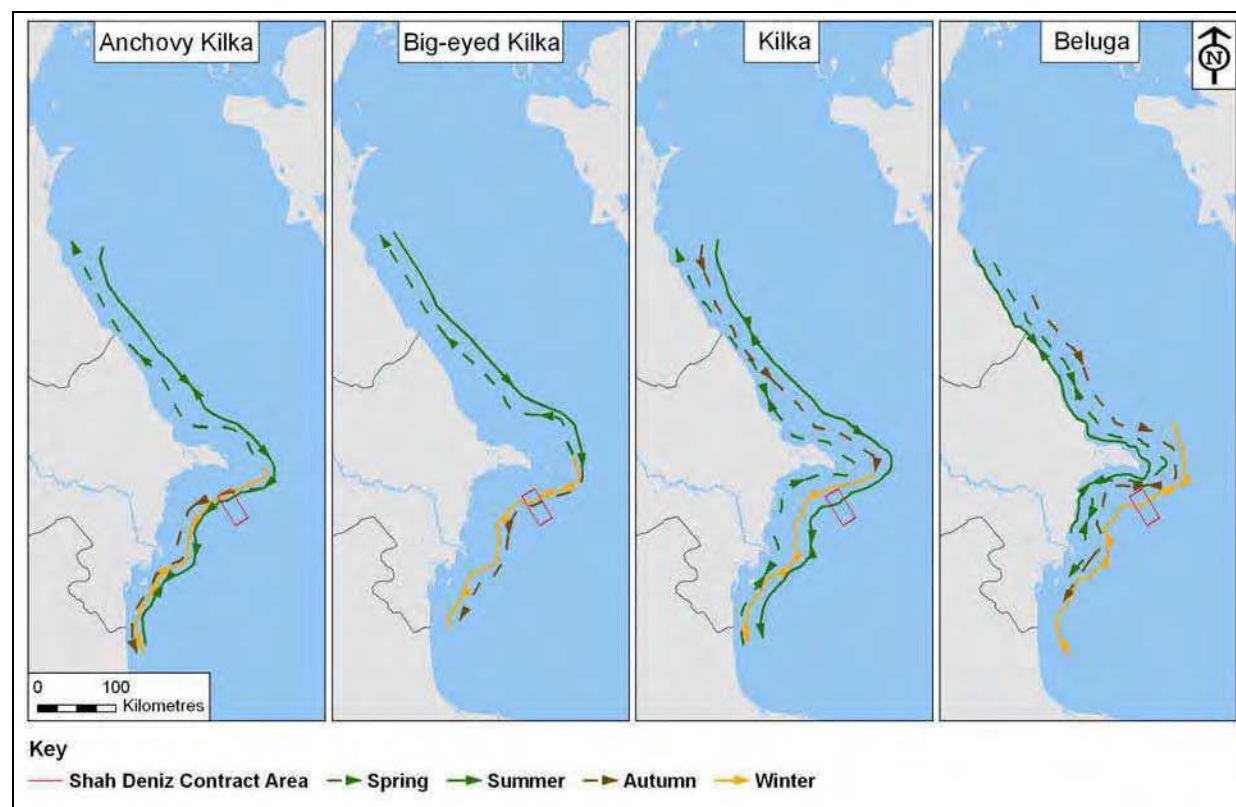 Anchovy Kilka
Big-eyed Kilka
Kilka
Beluga
N
0 100
Kilometres
Key
Shah Deniz Contract Area Spring Summer Autumn Winter